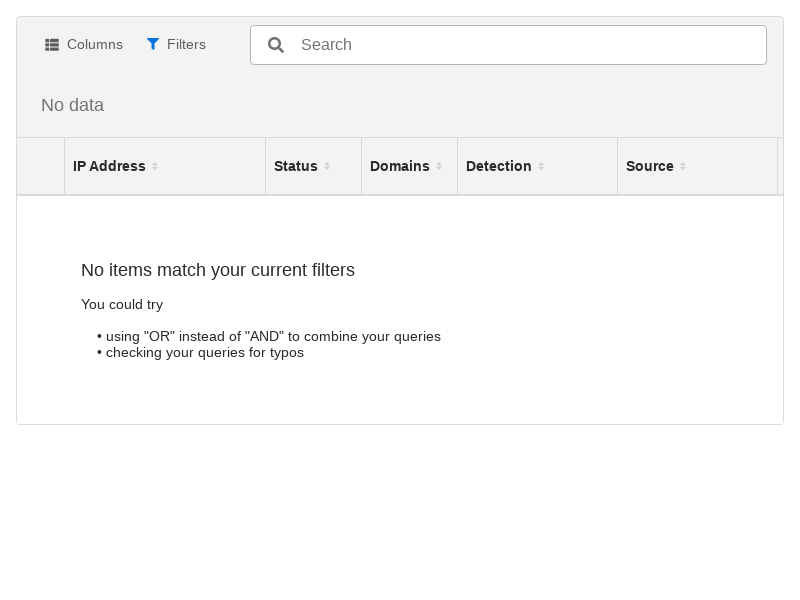 Columns
Filters
Search
No data
IP Address
Status
Domains
Detection
Source
No items match your current filters
You could try
• using "OR" instead of "AND" to combine your queries
• checking your queries for typos